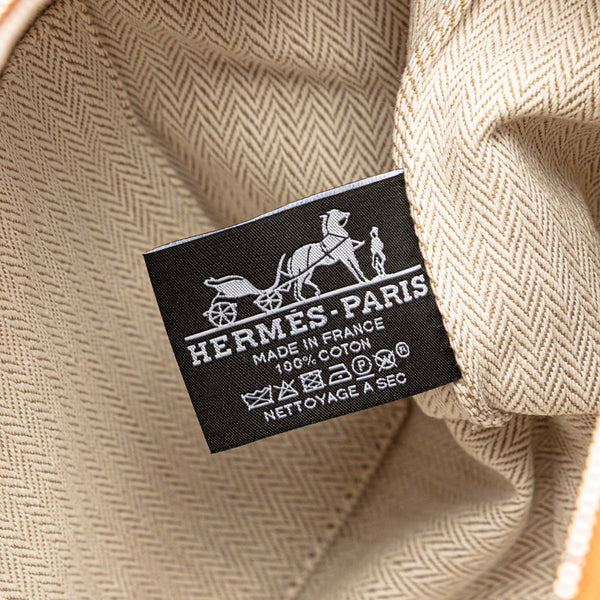 HERMÈS-PARIS
MADE IN FRANCE
100% COTON
P ®
NETTOYAGE A SEC